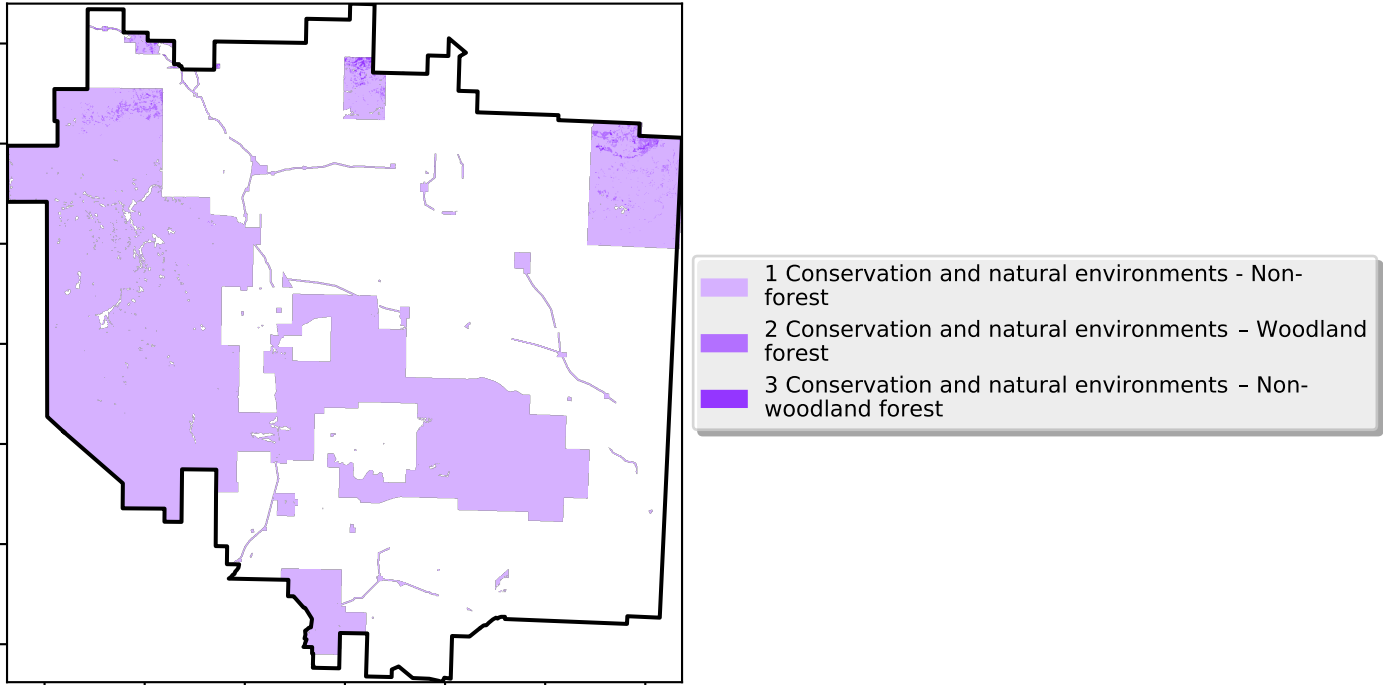 1 Conservation and natural environments - Non-
forest
2 Conservation and natural environments – Woodland
forest
3 Conservation and natural environments – Non-
woodland forest